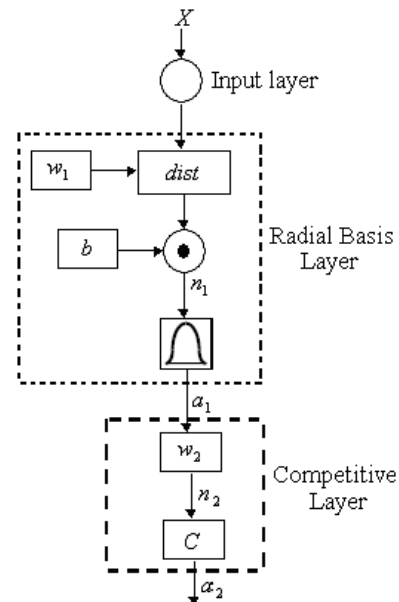 X
Input layer
w₁
dist
Radial Basis
Layer
b
n₁
a₁
w₂
Competitive
Layer
n₂
C
a₂